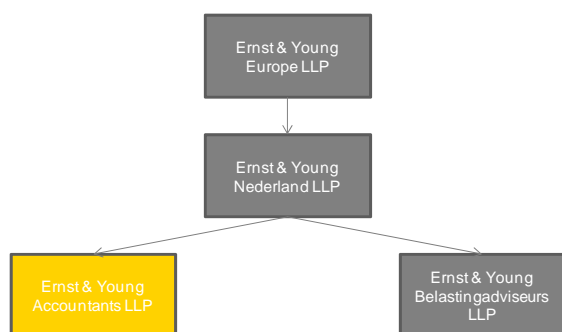 Ernst & Young
Europe LLP
Ernst & Young
Nederland LLP
Ernst & Young
Accountants LLP
Ernst & Young
Belastingadviseurs
LLP